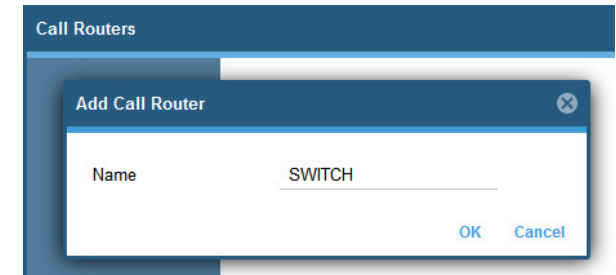 Call Routers
Add Call Router
Name SWITCH
OK Cancel